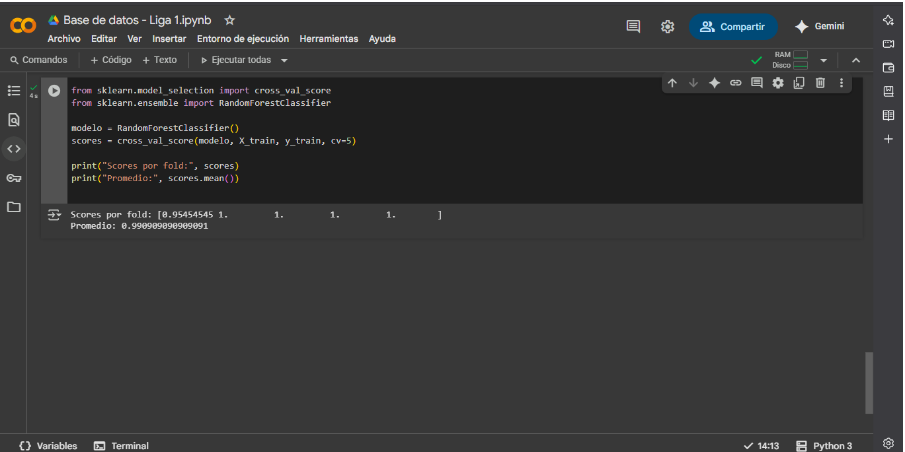 Base de datos - Liga 1.ipynb
Compartir
Gemini
Archivo Editar Ver Insertar Entorno de ejecución Herramientas Ayuda
Comandos + Código + Texto Ejecutar todas
RAM
Disco
4 s
from sklearn.model_selection import cross_val_score
from sklearn.ensemble import RandomForestClassifier
modelo = RandomForestClassifier()
scores = cross_val_score(modelo, X_train, y_train, cv=5)
print("Scores por fold:", scores)
print("Promedio:", scores.mean())
Scores por fold: [0.95454545 1. 1. 1. 1. ]
Promedio: 0.990909090909091
{} Variables Terminal
14:13 Python 3